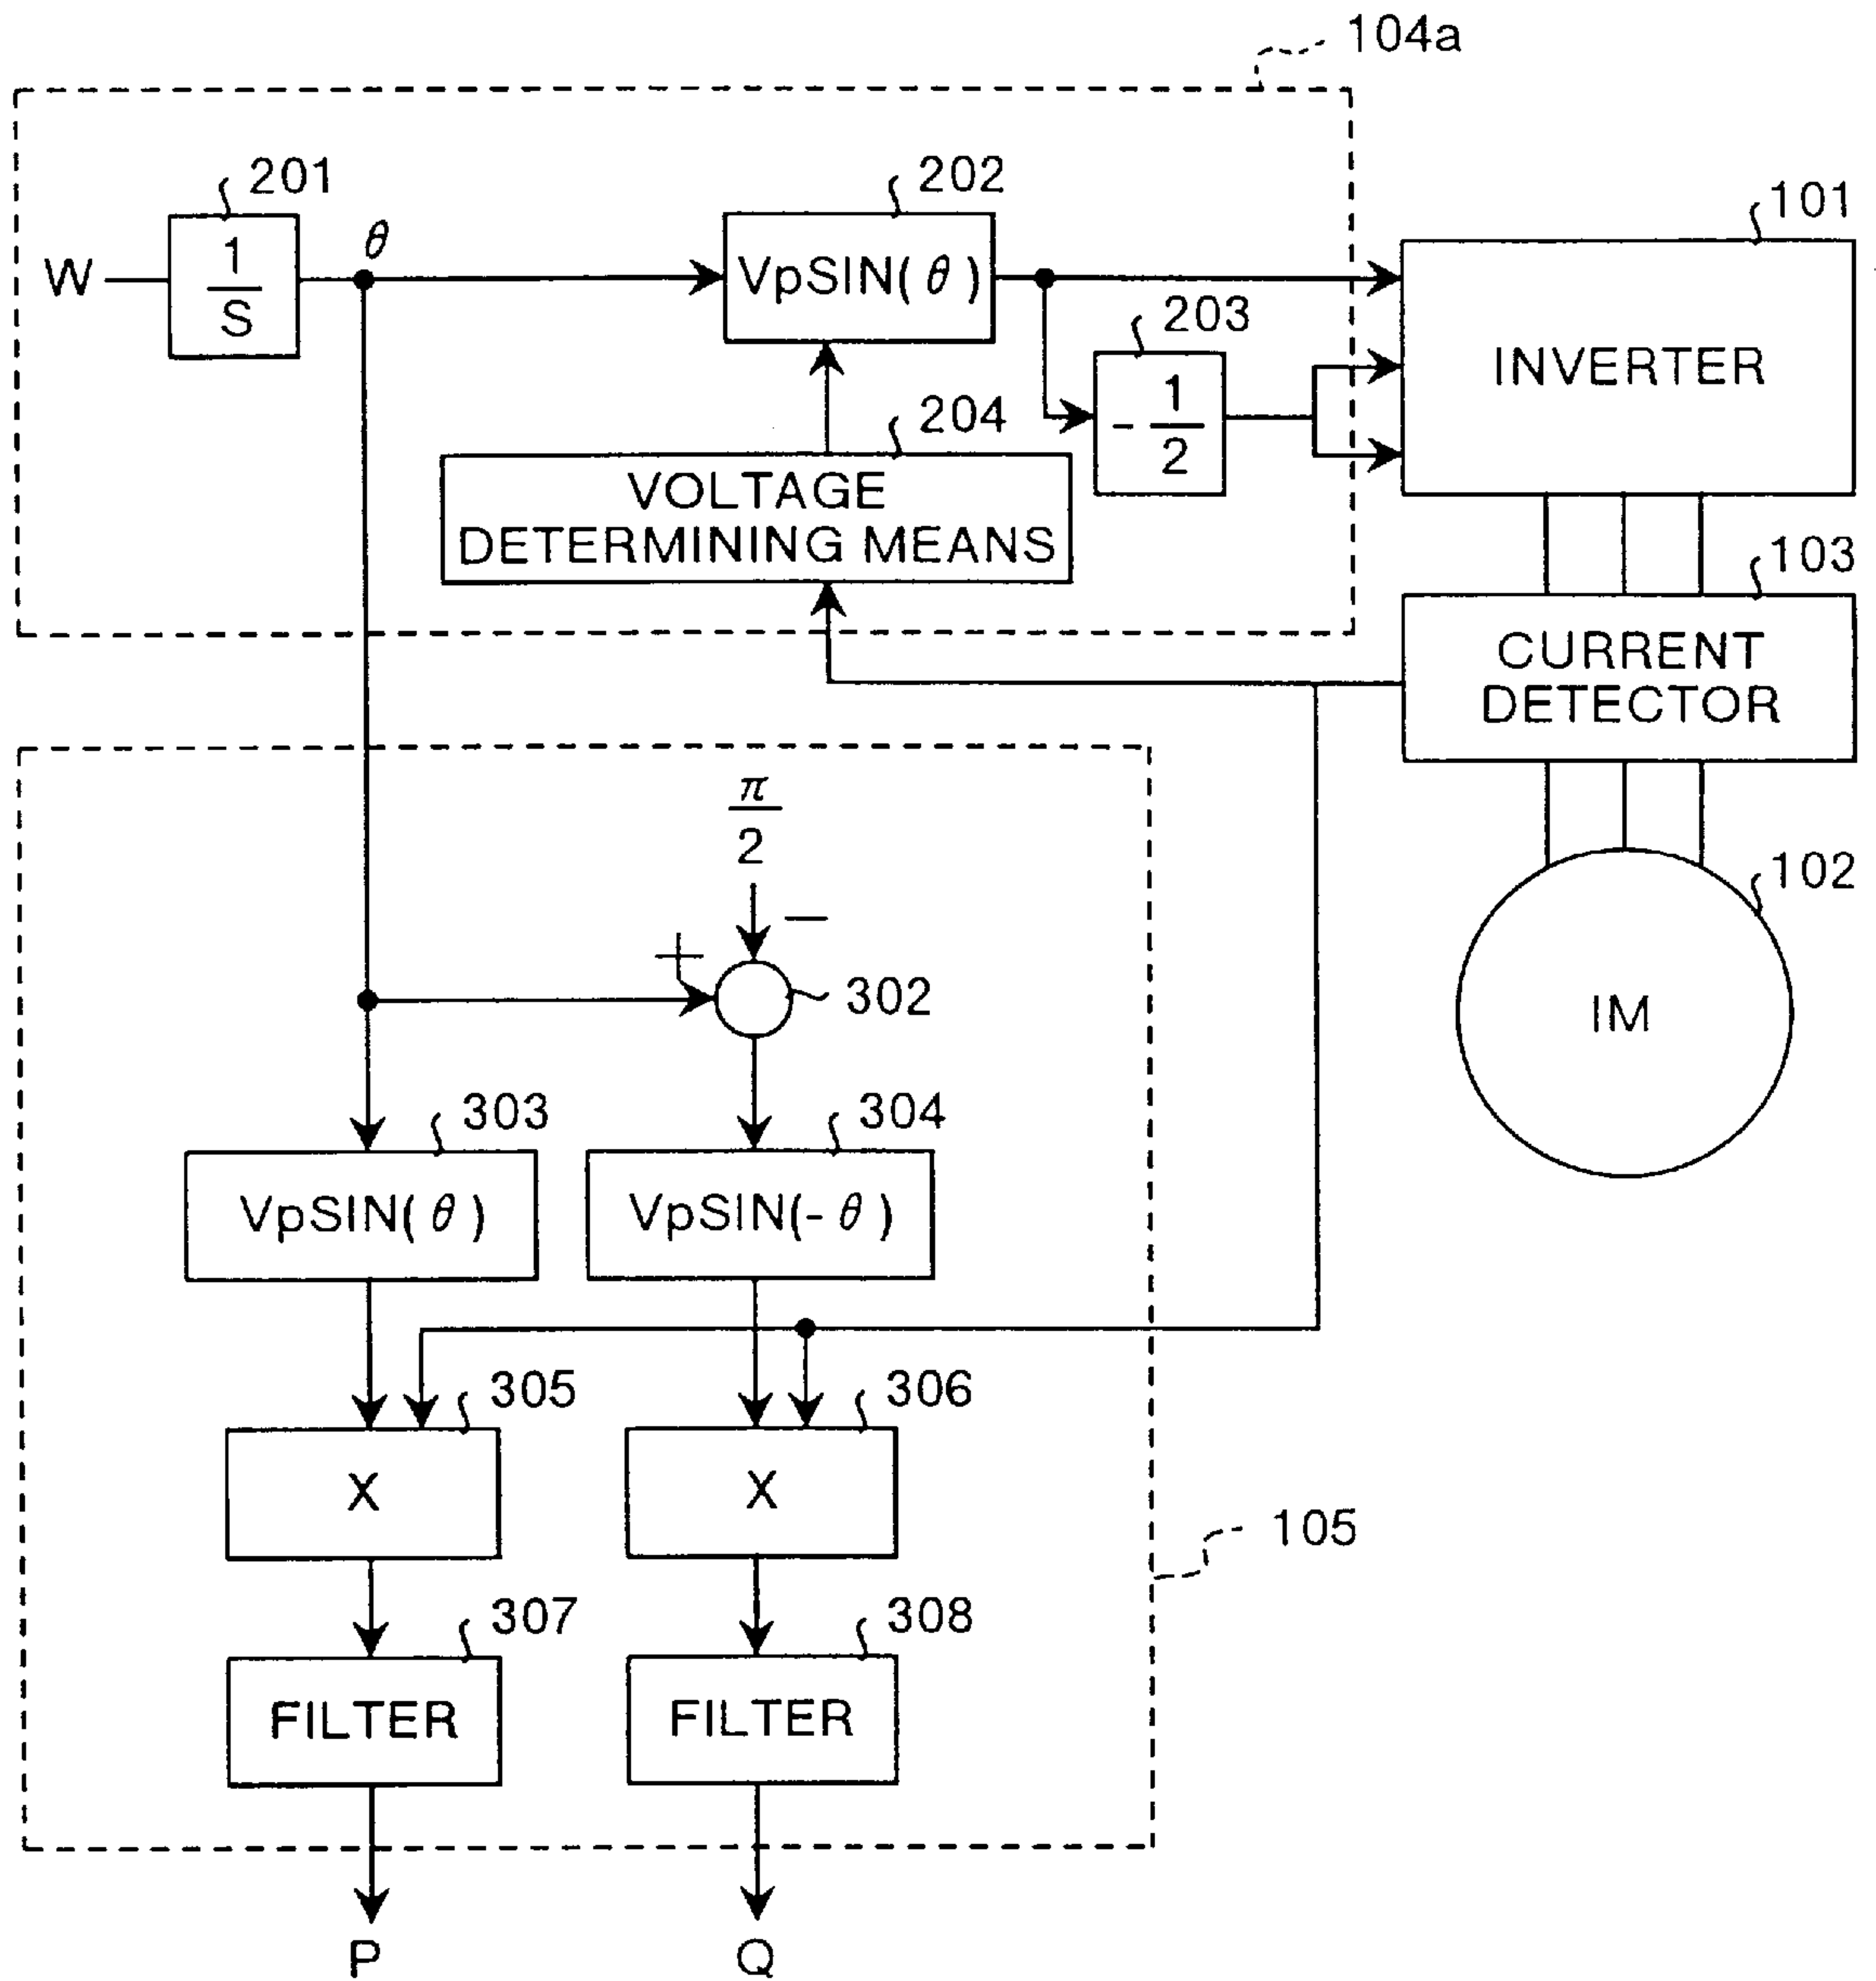 104a
201
202
101
θ
W
1
S
VpSIN(θ)
203
INVERTER
- 1
2
204
VOLTAGE
DETERMINING MEANS
103
CURRENT
DETECTOR
π
2
−
+
302
102
IM
303
304
VpSIN(θ)
VpSIN(-θ)
305
306
X
X
105
307
308
FILTER
FILTER
P
Q